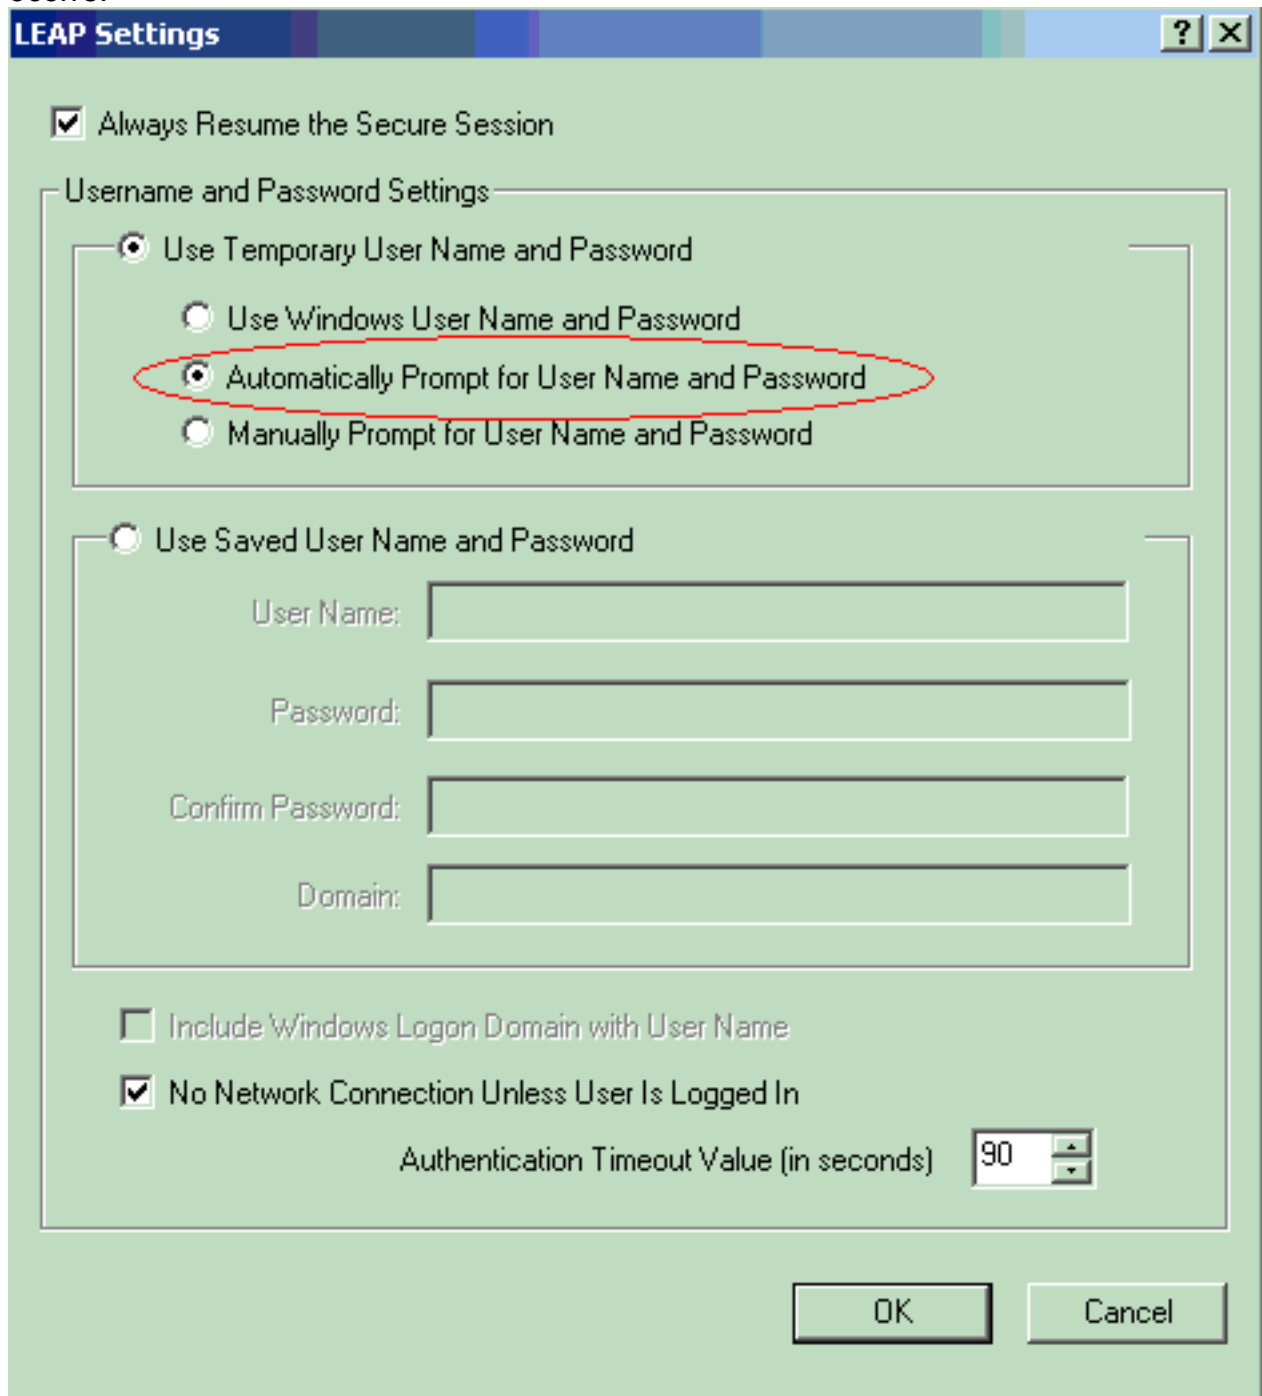 LEAP Settings
Always Resume the Secure Session
Username and Password Settings
Use Temporary User Name and Password
Use Windows User Name and Password
Automatically Prompt for User Name and Password
Manually Prompt for User Name and Password
Use Saved User Name and Password
User Name:
Password:
Confirm Password:
Domain:
Include Windows Logon Domain with User Name
No Network Connection Unless User Is Logged In
Authentication Timeout Value (in seconds) 90
OK Cancel